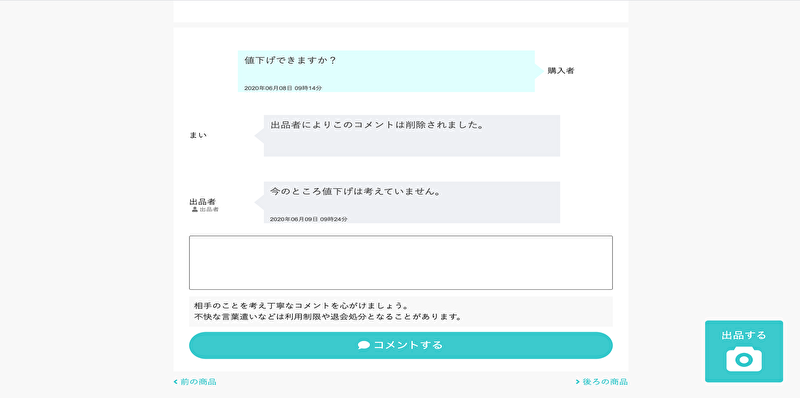 値下げできますか？
購入者
2020年06月08日 09時14分
まい
出品者によりこのコメントは削除されました。
今のところ値下げは考えていません。
出品者
出品者
2020年06月09日 09時24分
相手のことを考え丁寧なコメントを心がけましょう。
不快な言葉遣いなどは利用制限や退会処分となることがあります。
コメントする
出品する
< 前の商品
> 後ろの商品